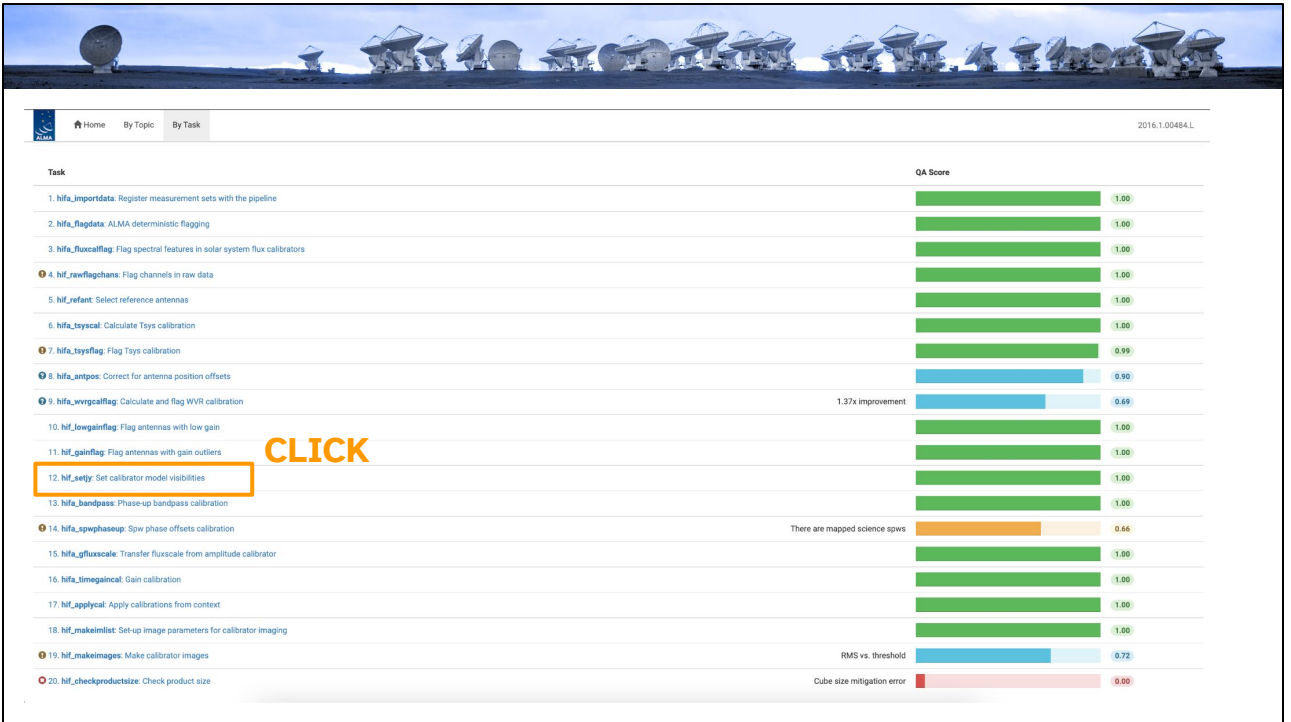 ALMA
Home By Topic By Task 2016.1.00484.L
Task QA Score
1. hifa_importdata: Register measurement sets with the pipeline 1.00
2. hifa_flagdata: ALMA deterministic flagging 1.00
3. hifa_fluxcalflag: Flag spectral features in solar system flux calibrators 1.00
4. hif_rawflagchans: Flag channels in raw data 1.00
5. hif_refant: Select reference antennas 1.00
6. hifa_tsyscal: Calculate Tsys calibration 1.00
7. hifa_tsysflag: Flag Tsys calibration 0.99
8. hifa_antpos: Correct for antenna position offsets 0.90
9. hifa_wvrgcalflag: Calculate and flag WVR calibration 1.37x improvement 0.69
10. hif_lowgainflag: Flag antennas with low gain 1.00
11. hif_gainflag: Flag antennas with gain outliers 1.00
CLICK
12. hif_setjy: Set calibrator model visibilities 1.00
13. hifa_bandpass: Phase-up bandpass calibration 1.00
14. hifa_spwphaseup: Spw phase offsets calibration There are mapped science spws 0.66
15. hifa_gfluxscale: Transfer fluxscale from amplitude calibrator 1.00
16. hifa_timegaincal: Gain calibration 1.00
17. hif_applycal: Apply calibrations from context 1.00
18. hif_makeimlist: Set-up image parameters for calibrator imaging 1.00
19. hif_makeimages: Make calibrator images RMS vs. threshold 0.72
20. hif_checkproductsize: Check product size Cube size mitigation error 0.00